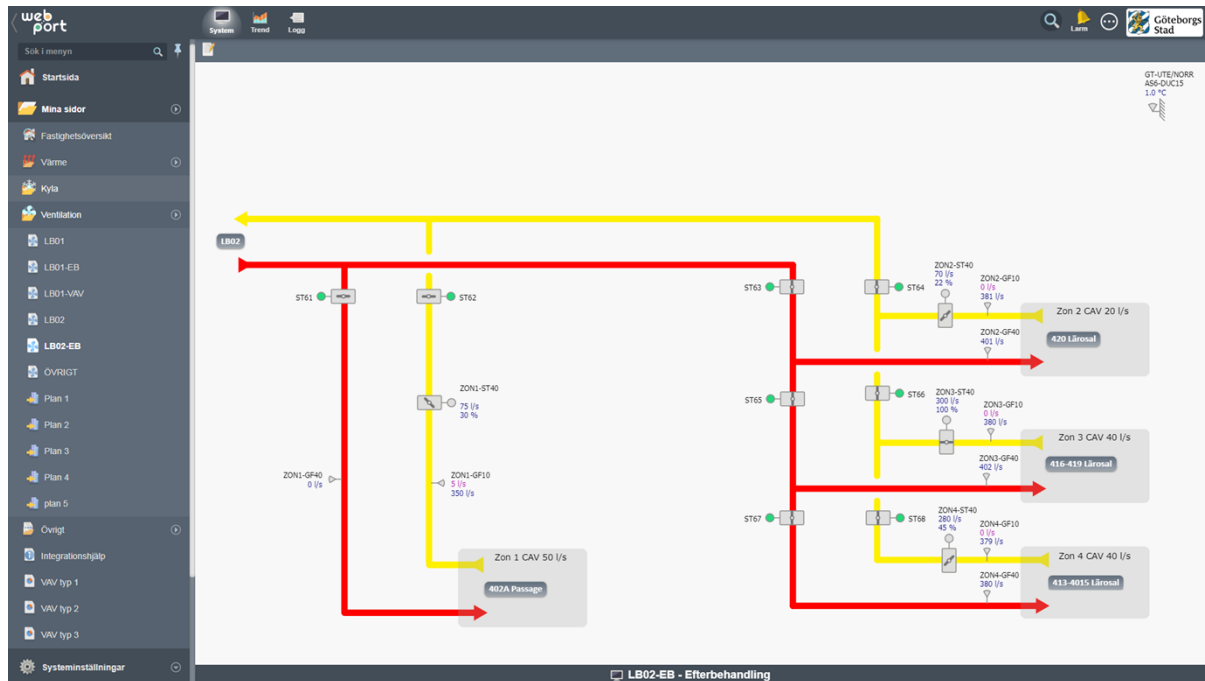 web
port
System
Trend
Logg
Larm
Göteborgs
Stad
Sök i menyn
Startsida
Mina sidor
Fastighetsöversikt
Värme
Kyla
Ventilation
LB01
LB01-EB
LB01-VAV
LB02
LB02-EB
ÖVRIGT
Plan 1
Plan 2
Plan 3
Plan 4
plan 5
Övrigt
Integrationshjälp
VAV typ 1
VAV typ 2
VAV typ 3
Systeminställningar
GT-UTE/NORR
AS6-DUC15
1.0 °C
LB02
ST61
ST62
ZON1-ST40
75 l/s
30 %
ZON1-GF40
0 l/s
ZON1-GF10
5 l/s
350 l/s
Zon 1 CAV 50 l/s
402A Passage
ST63
ST64
ZON2-ST40
70 l/s
22 %
ZON2-GF10
0 l/s
381 l/s
ZON2-GF40
401 l/s
Zon 2 CAV 20 l/s
420 Lärosal
ST65
ST66
ZON3-ST40
300 l/s
100 %
ZON3-GF10
0 l/s
380 l/s
ZON3-GF40
402 l/s
Zon 3 CAV 40 l/s
416-419 Lärosal
ST67
ST68
ZON4-ST40
280 l/s
45 %
ZON4-GF10
0 l/s
379 l/s
ZON4-GF40
380 l/s
Zon 4 CAV 40 l/s
413-4015 Lärosal
LB02-EB - Efterbehandling